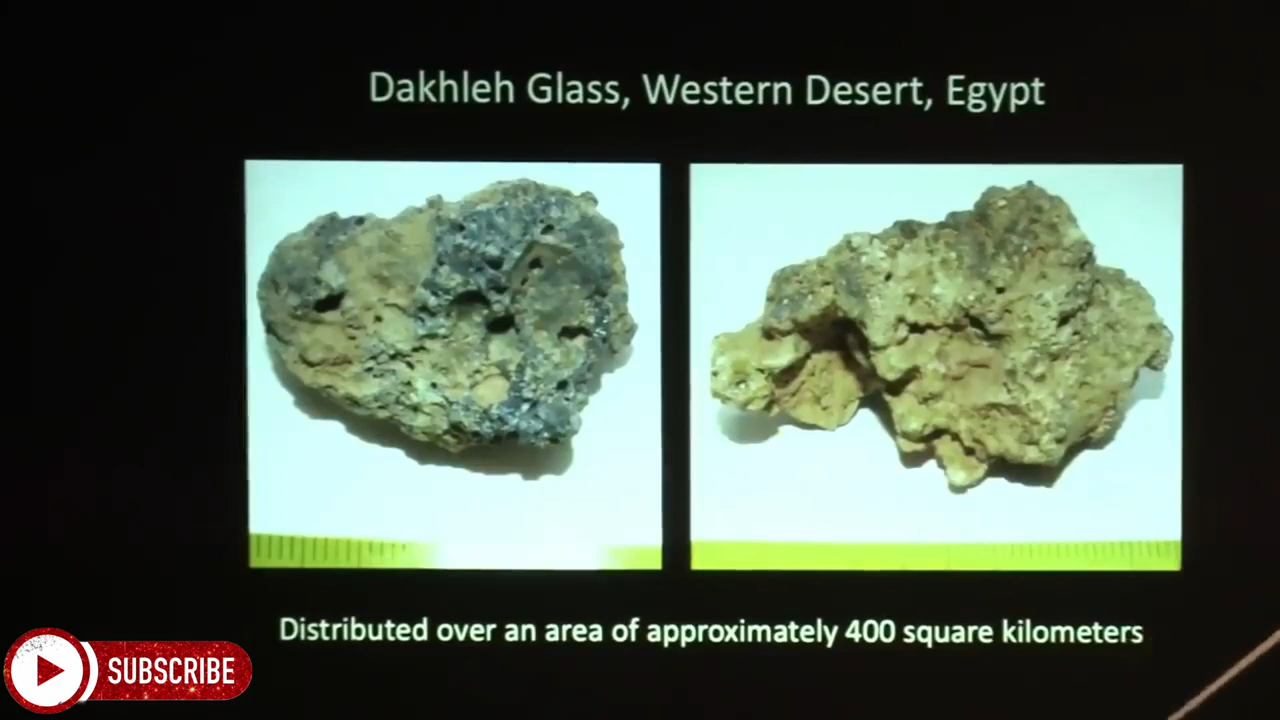 Dakhleh Glass, Western Desert, Egypt
Distributed over an area of approximately 400 square kilometers
SUBSCRIBE